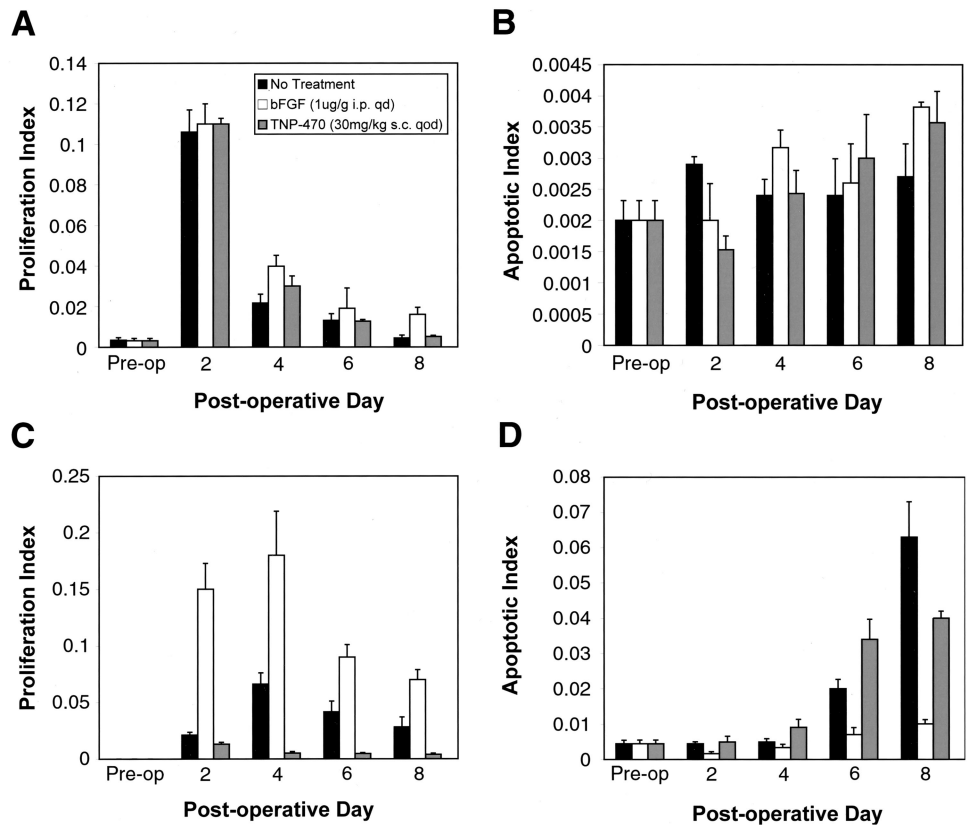 A
0.14
0.12
0.1
0.08
0.06
0.04
0.02
0
Proliferation Index
No Treatment
bFGF (1ug/g i.p. qd)
TNP-470 (30mg/kg s.c. qod)
Pre-op 2 4 6 8
Post-operative Day
B
0.0045
0.004
0.0035
0.003
0.0025
0.002
0.0015
0.001
0.0005
0
Apoptotic Index
Pre-op 2 4 6 8
Post-operative Day
C
0.25
0.2
0.15
0.1
0.05
0
Proliferation Index
Pre-op 2 4 6 8
Post-operative Day
D
0.08
0.07
0.06
0.05
0.04
0.02
0.01
0
Apoptotic Index
Pre-op 2 4 6 8
Post-operative Day